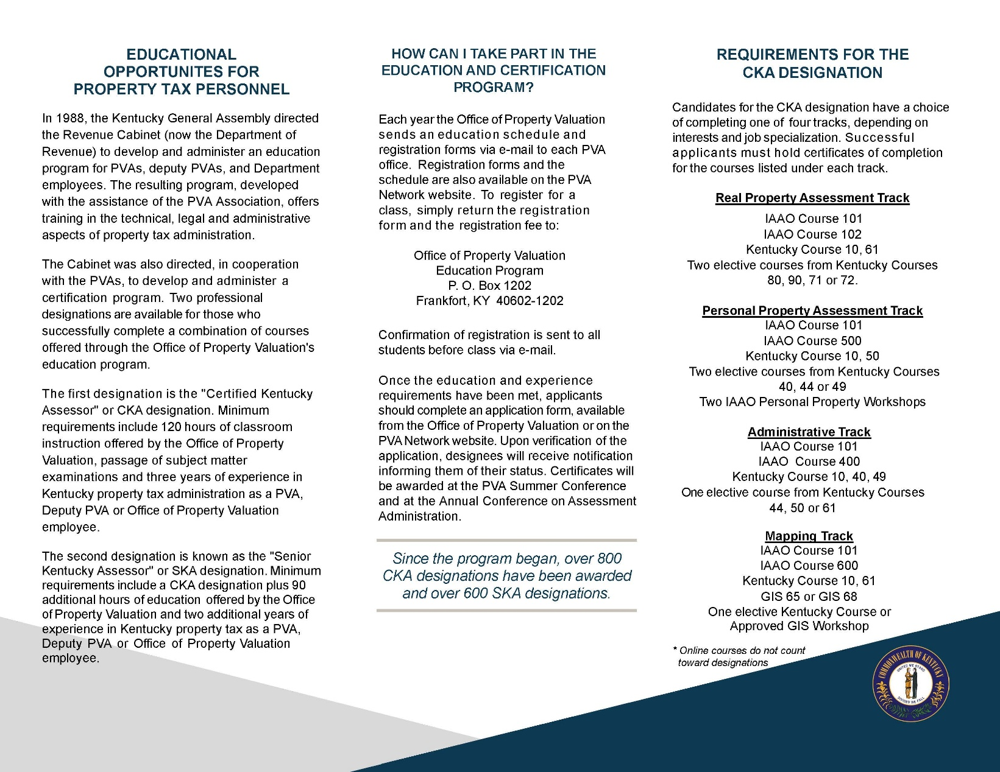 EDUCATIONAL
OPPORTUNITES FOR
PROPERTY TAX PERSONNEL
In 1988, the Kentucky General Assembly directed
the Revenue Cabinet (now the Department of
Revenue) to develop and administer an education
program for PVAs, deputy PVAs, and Department
employees. The resulting program, developed
with the assistance of the PVA Association, offers
training in the technical, legal and administrative
aspects of property tax administration.
The Cabinet was also directed, in cooperation
with the PVAs, to develop and administer a
certification program. Two professional
designations are available for those who
successfully complete a combination of courses
offered through the Office of Property Valuation's
education program.
The first designation is the "Certified Kentucky
Assessor" or CKA designation. Minimum
requirements include 120 hours of classroom
instruction offered by the Office of Property
Valuation, passage of subject matter
examinations and three years of experience in
Kentucky property tax administration as a PVA,
Deputy PVA or Office of Property Valuation
employee.
The second designation is known as the "Senior
Kentucky Assessor" or SKA designation. Minimum
requirements include a CKA designation plus 90
additional hours of education offered by the Office
of Property Valuation and two additional years of
experience in Kentucky property tax as a PVA,
Deputy PVA or Office of Property Valuation
employee.
HOW CAN I TAKE PART IN THE
EDUCATION AND CERTIFICATION
PROGRAM?
Each year the Office of Property Valuation
sends an education schedule and
registration forms via e-mail to each PVA
office. Registration forms and the
schedule are also available on the PVA
Network website. To register for a
class, simply return the registration
form and the registration fee to:
Office of Property Valuation
Education Program
P. O. Box 1202
Frankfort, KY 40602-1202
Confirmation of registration is sent to all
students before class via e-mail.
Once the education and experience
requirements have been met, applicants
should complete an application form, available
from the Office of Property Valuation or on the
PVA Network website. Upon verification of the
application, designees will receive notification
informing them of their status. Certificates will
be awarded at the PVA Summer Conference
and at the Annual Conference on Assessment
Administration.
Since the program began, over 800
CKA designations have been awarded
and over 600 SKA designations.
REQUIREMENTS FOR THE
CKA DESIGNATION
Candidates for the CKA designation have a choice
of completing one of four tracks, depending on
interests and job specialization. Successful
applicants must hold certificates of completion
for the courses listed under each track.
Real Property Assessment Track
IAAO Course 101
IAAO Course 102
Kentucky Course 10, 61
Two elective courses from Kentucky Courses
80, 90, 71 or 72.
Personal Property Assessment Track
IAAO Course 101
IAAO Course 500
Kentucky Course 10, 50
Two elective courses from Kentucky Courses
40, 44 or 49
Two IAAO Personal Property Workshops
Administrative Track
IAAO Course 101
IAAO Course 400
Kentucky Course 10, 40, 49
One elective course from Kentucky Courses
44, 50 or 61
Mapping Track
IAAO Course 101
IAAO Course 600
Kentucky Course 10, 61
GIS 65 or GIS 68
One elective Kentucky Course or
Approved GIS Workshop
* Online courses do not count
toward designations
COMMONWEALTH OF KENTUCKY
UNITED WE STAND
DIVIDED WE FALL